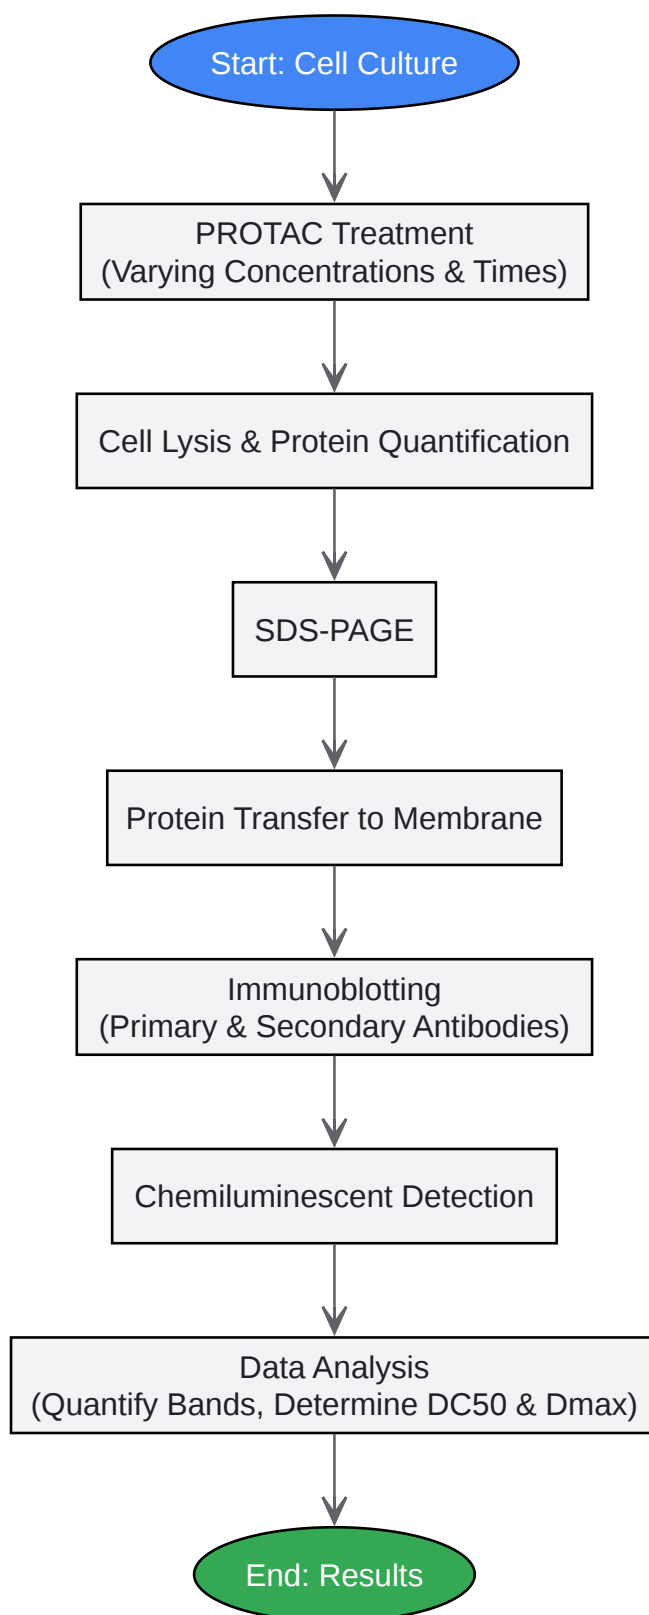 Start: Cell Culture
PROTAC Treatment
(Varying Concentrations & Times)
Cell Lysis & Protein Quantification
SDS-PAGE
Protein Transfer to Membrane
Immunoblotting
(Primary & Secondary Antibodies)
Chemiluminescent Detection
Data Analysis
(Quantify Bands, Determine DC50 & Dmax)
End: Results